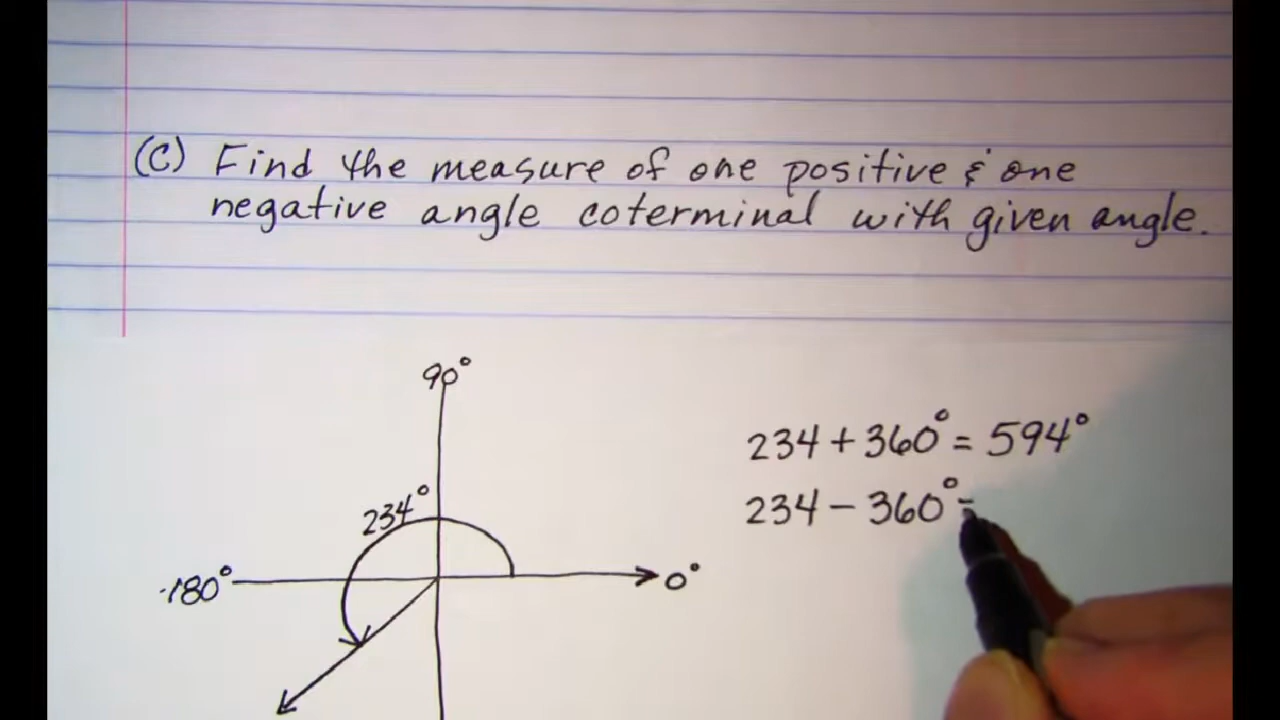 (C) Find the measure of one positive & one
negative angle coterminal with given angle.
90°
234 + 360° = 594°
234 - 360° =
234°
180°
0°